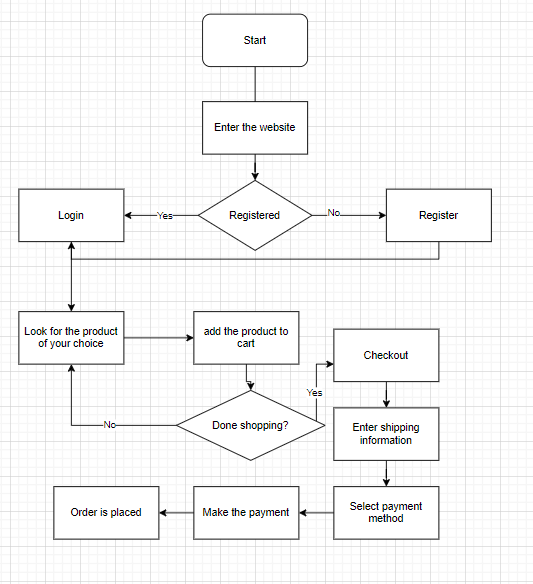 Start
Enter the website
Login
Yes
Registered
No
Register
Look for the product
of your choice
add the product to
cart
Checkout
Yes
No
Done shopping?
Enter shipping
information
Order is placed
Make the payment
Select payment
method